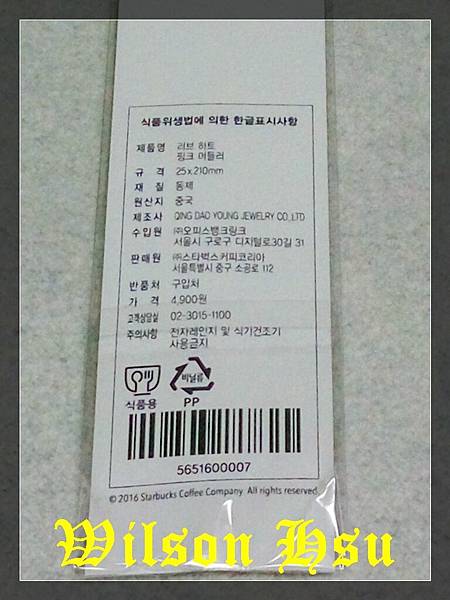 식품위생법에 의한 한글표시사항
제품명 러브 하트
핑크 머들러
규 격 25x210mm
재 질 동제
원산지 중국
제조사 QING DAO YOUNG JEWELRY CO.,LTD
수입원 ㈜오피스뱅크링크
서울시 구로구 디지털로30길 31
판매원 ㈜스타벅스커피코리아
서울특별시 중구 소공로 112
반품처 구입처
가 격 4,900원
고객상담실 02-3015-1100
주의사항 전자레인지 및 식기건조기
사용금지
비닐류
식품용 PP
5651600007
© 2016 Starbucks Coffee Company. All rights reserved.
Wilson Hsu